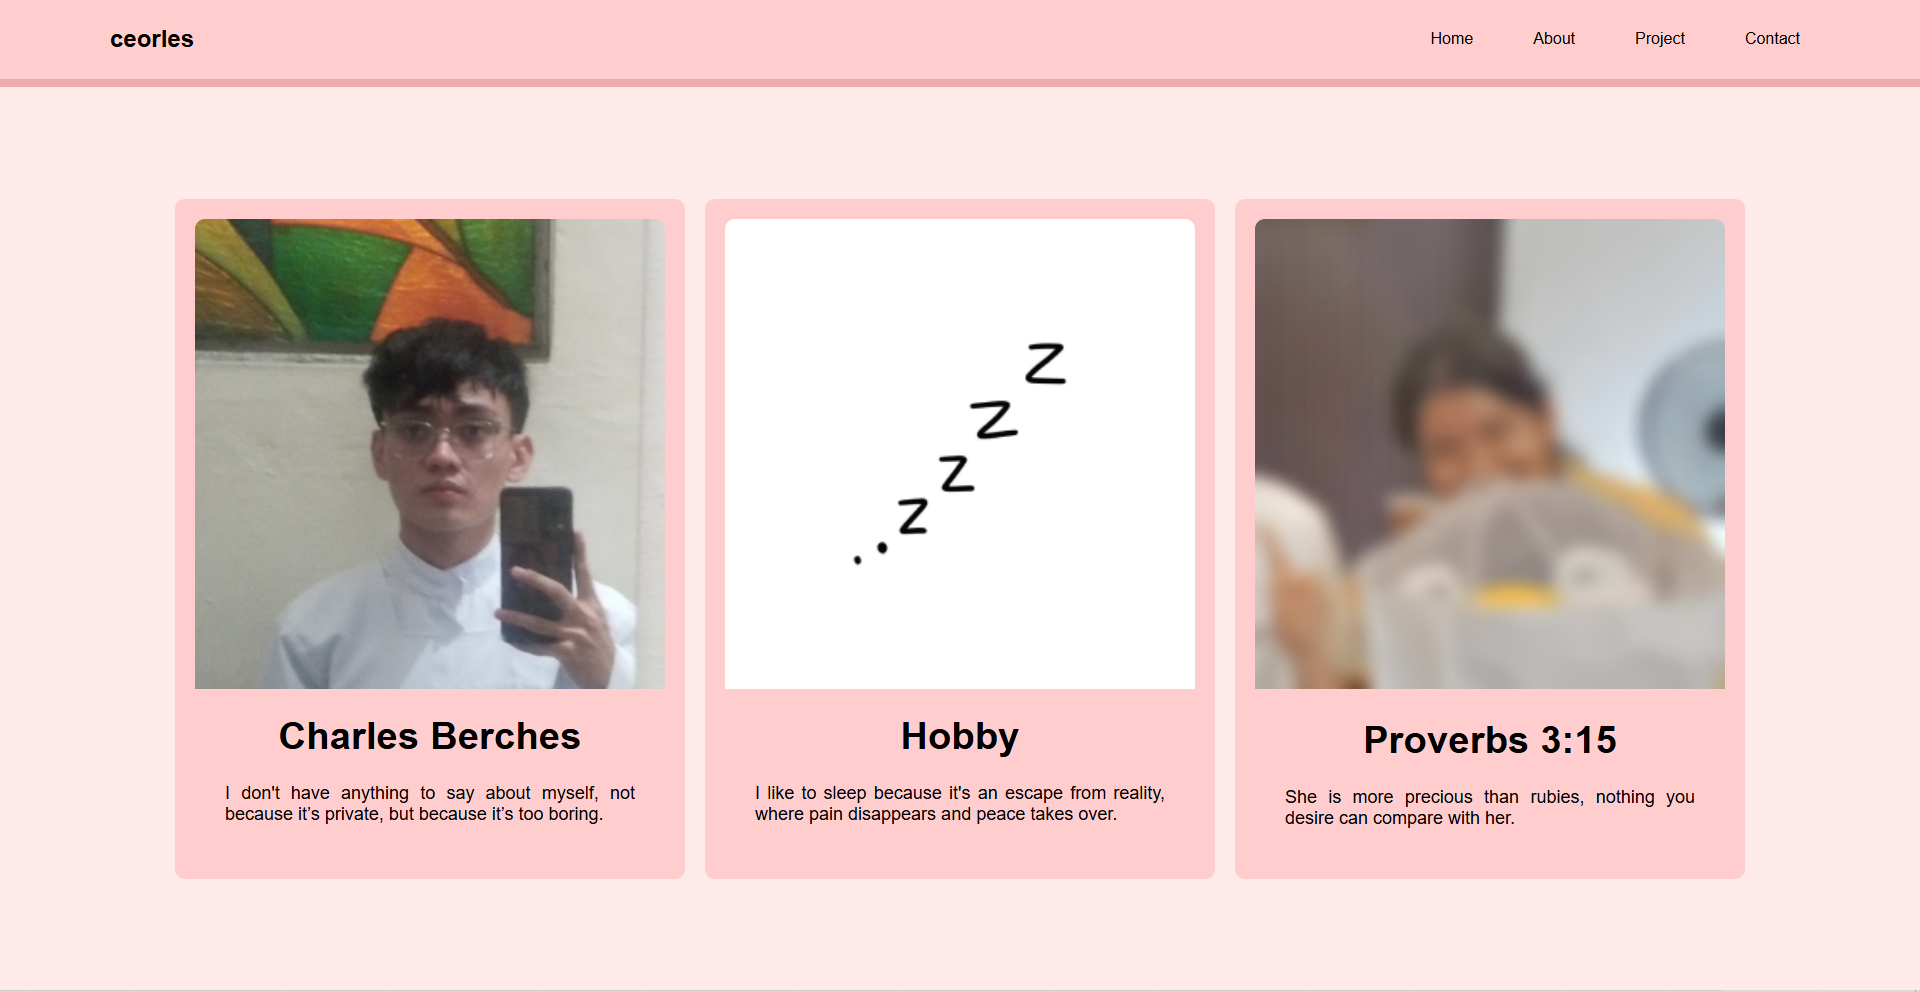 ceorles
Home About Project Contact
z
z
z
z
..
Charles Berches
I don't have anything to say about myself, not
because it’s private, but because it’s too boring.
Hobby
I like to sleep because it's an escape from reality,
where pain disappears and peace takes over.
Proverbs 3:15
She is more precious than rubies, nothing you
desire can compare with her.